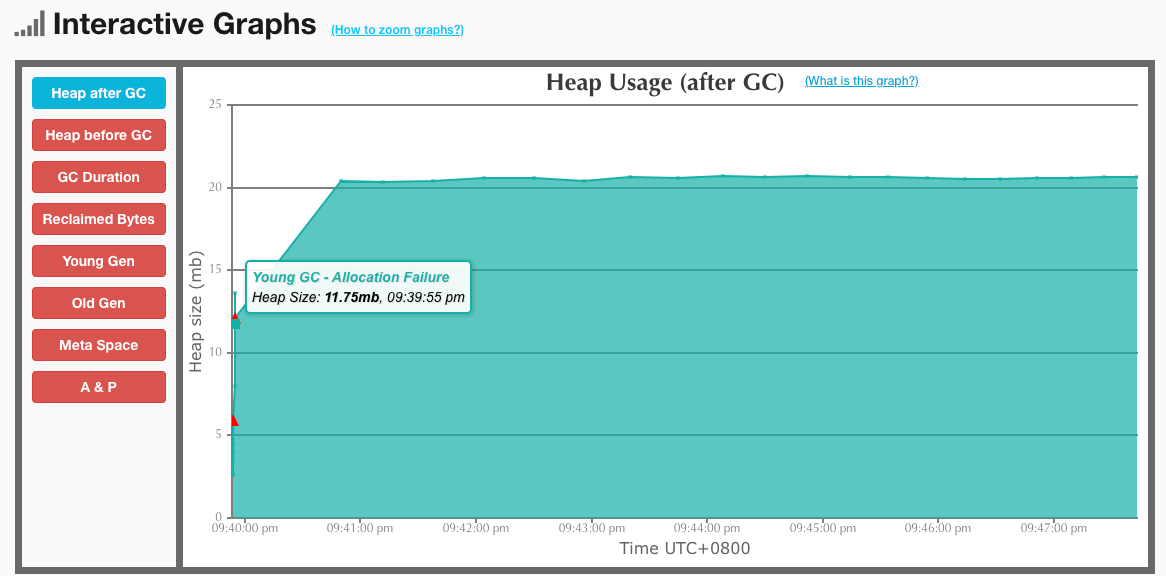 Interactive Graphs (How to zoom graphs?)
Heap after GC
Heap before GC
GC Duration
Reclaimed Bytes
Young Gen
Old Gen
Meta Space
A & P
Heap Usage (after GC) (What is this graph?)
Heap size (mb)
25
20
15
10
5
0
Young GC - Allocation Failure
Heap Size: 11.75mb, 09:39:55 pm
09:40:00 pm 09:41:00 pm 09:42:00 pm 09:43:00 pm 09:44:00 pm 09:45:00 pm 09:46:00 pm 09:47:00 pm
Time UTC+0800